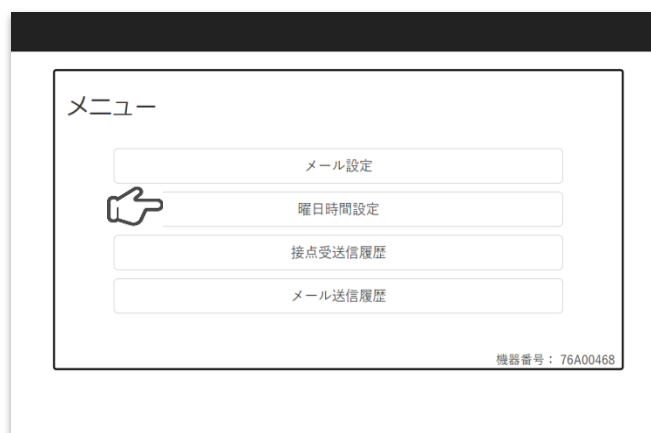 メニュー
メール設定
曜日時間設定
接点受送信履歴
メール送信履歴
機器番号： 76A00468